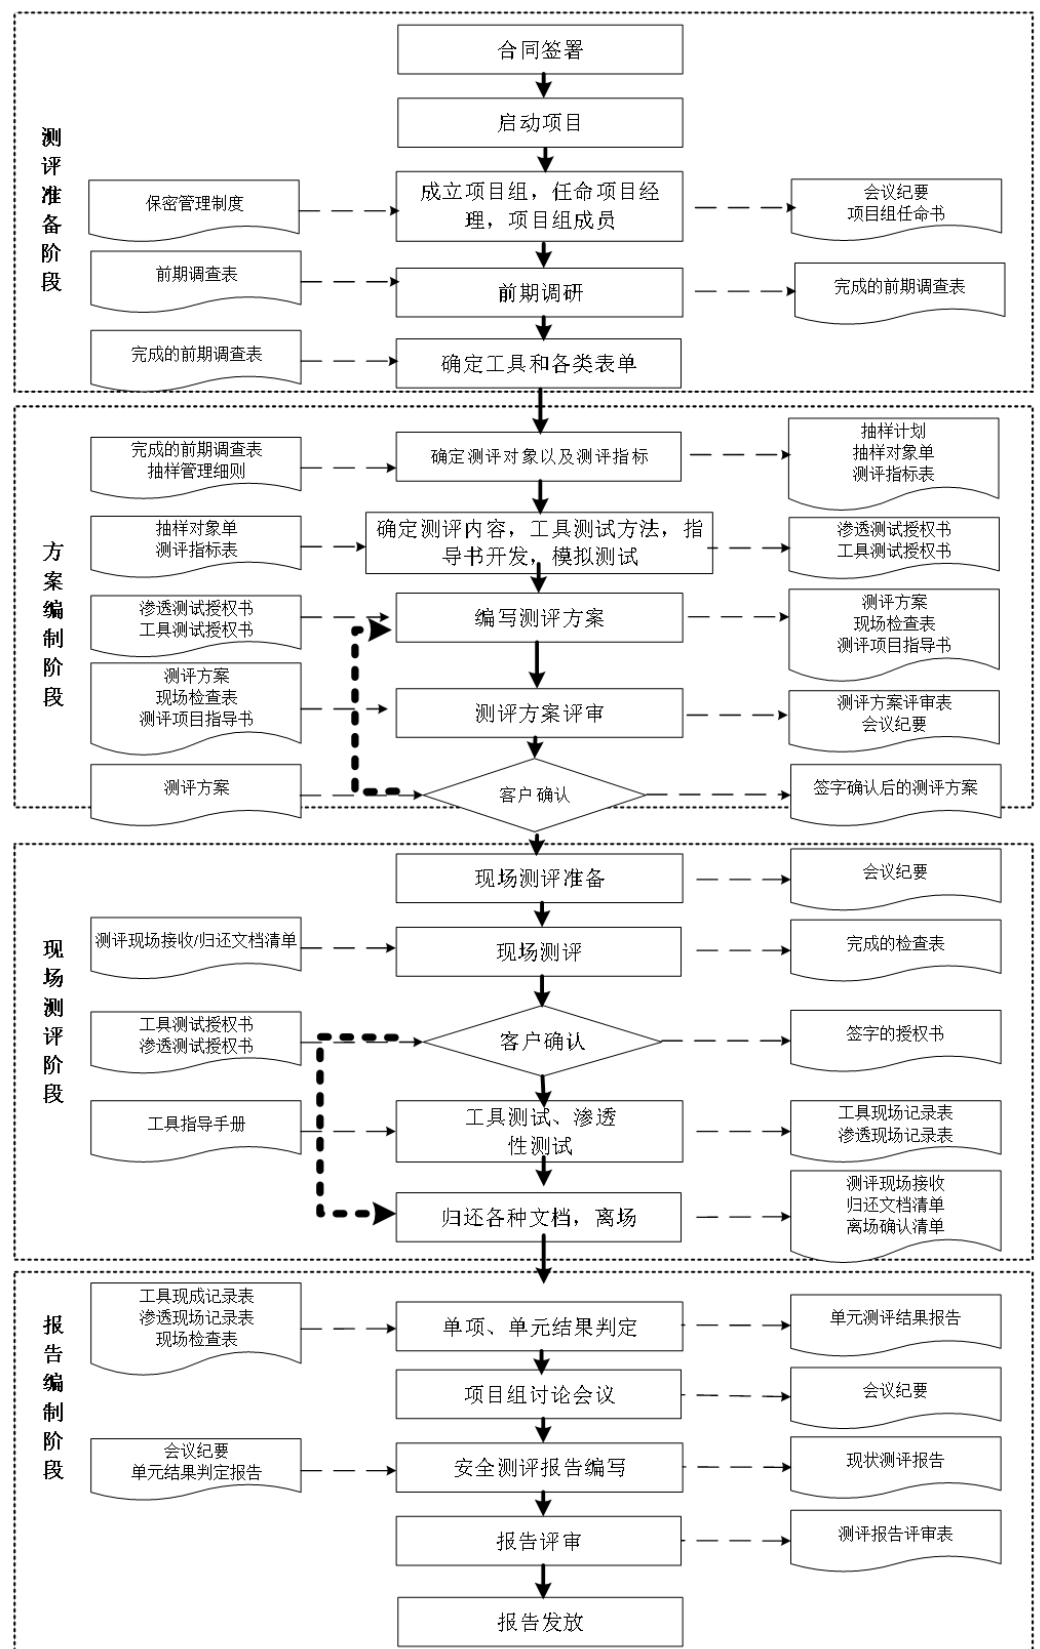 测评准备阶段
合同签署
启动项目
保密管理制度
成立项目组，任命项目经
理，项目组成员
会议纪要
项目组任命书
前期调查表
前期调研
完成的前期调查表
完成的前期调查表
确定工具和各类表单
方案编制阶段
完成的前期调查表
抽样管理细则
确定测评对象以及测评指标
抽样计划
抽样对象单
测评指标表
抽样对象单
测评指标表
确定测评内容，工具测试方法，指
导书开发，模拟测试
渗透测试授权书
工具测试授权书
渗透测试授权书
工具测试授权书
编写测评方案
测评方案
现场检查表
测评项目指导书
测评方案
现场检查表
测评项目指导书
测评方案评审
测评方案评审表
会议纪要
测评方案
客户确认
签字确认后的测评方案
现场测评阶段
现场测评准备
会议纪要
测评现场接收/归还文档清单
现场测评
完成的检查表
工具测试授权书
渗透测试授权书
客户确认
签字的授权书
工具指导手册
工具测试、渗透
性测试
工具现场记录表
渗透现场记录表
归还各种文档，离场
测评现场接收
归还文档清单
离场确认清单
报告编制阶段
工具现成记录表
渗透现场记录表
现场检查表
单项、单元结果判定
单元测评结果报告
项目组讨论会议
会议纪要
会议纪要
单元结果判定报告
安全测评报告编写
现状测评报告
报告评审
测评报告评审表
报告发放